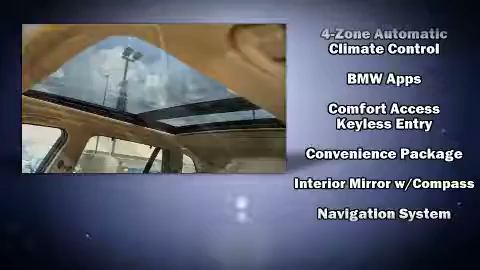 4-Zone Automatic
Climate Control
BMW Apps
Comfort Access
Keyless Entry
Convenience Package
Interior Mirror w/Compass
Navigation System